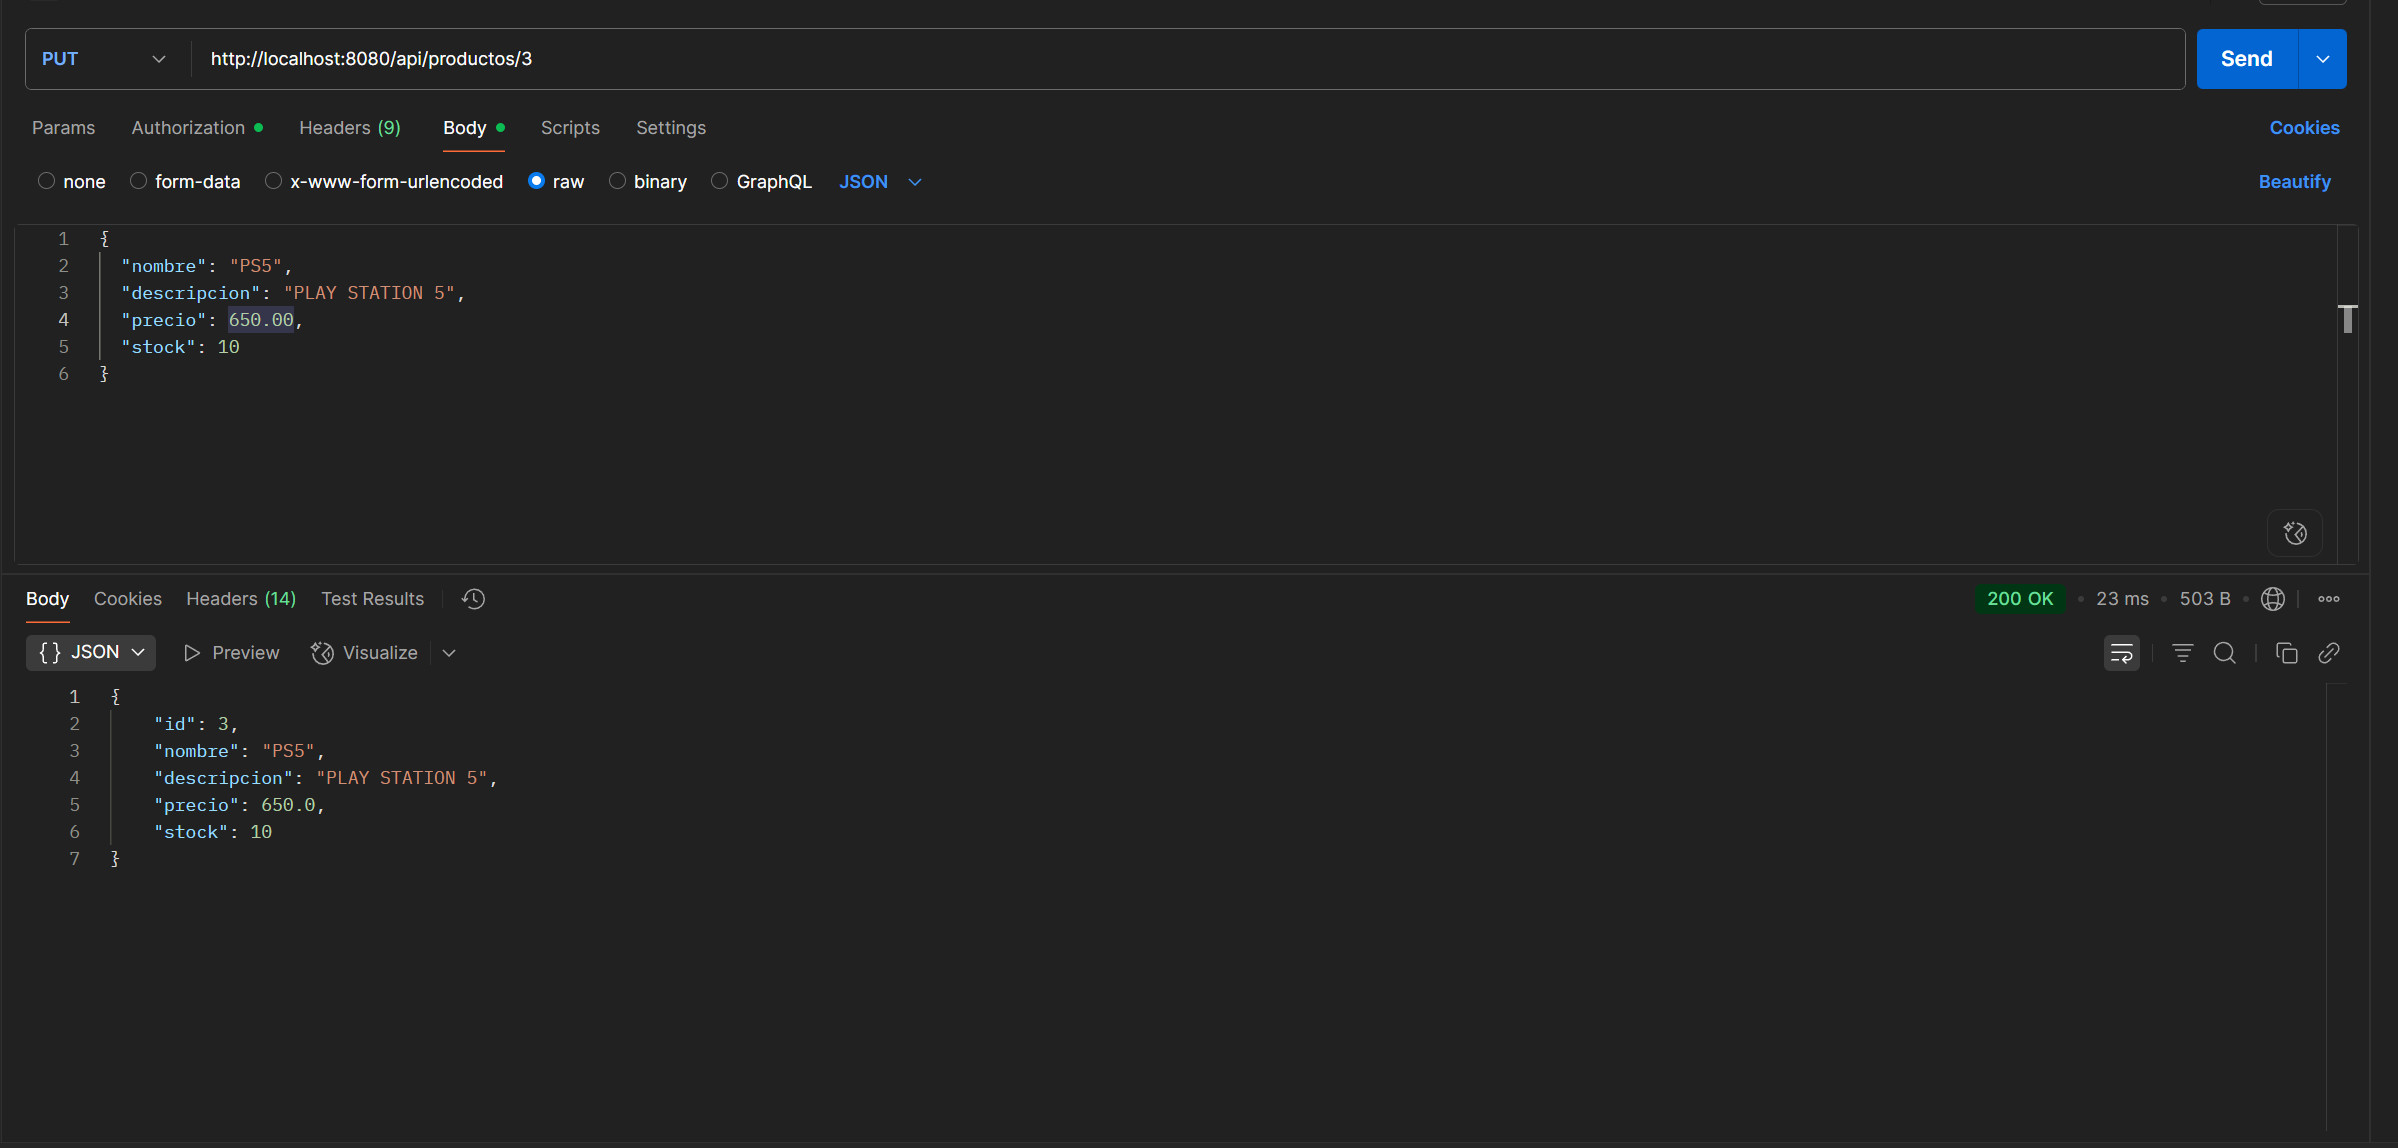 PUT http://localhost:8080/api/productos/3 Send
Params Authorization Headers (9) Body Scripts Settings Cookies
none form-data x-www-form-urlencoded raw binary GraphQL JSON Beautify
1 {
2 "nombre": "PS5",
3 "descripcion": "PLAY STATION 5",
4 "precio": 650.00,
5 "stock": 10
6 }
Body Cookies Headers (14) Test Results 200 OK • 23 ms • 503 B •
{} JSON Preview Visualize
1 {
2 "id": 3,
3 "nombre": "PS5",
4 "descripcion": "PLAY STATION 5",
5 "precio": 650.0,
6 "stock": 10
7 }